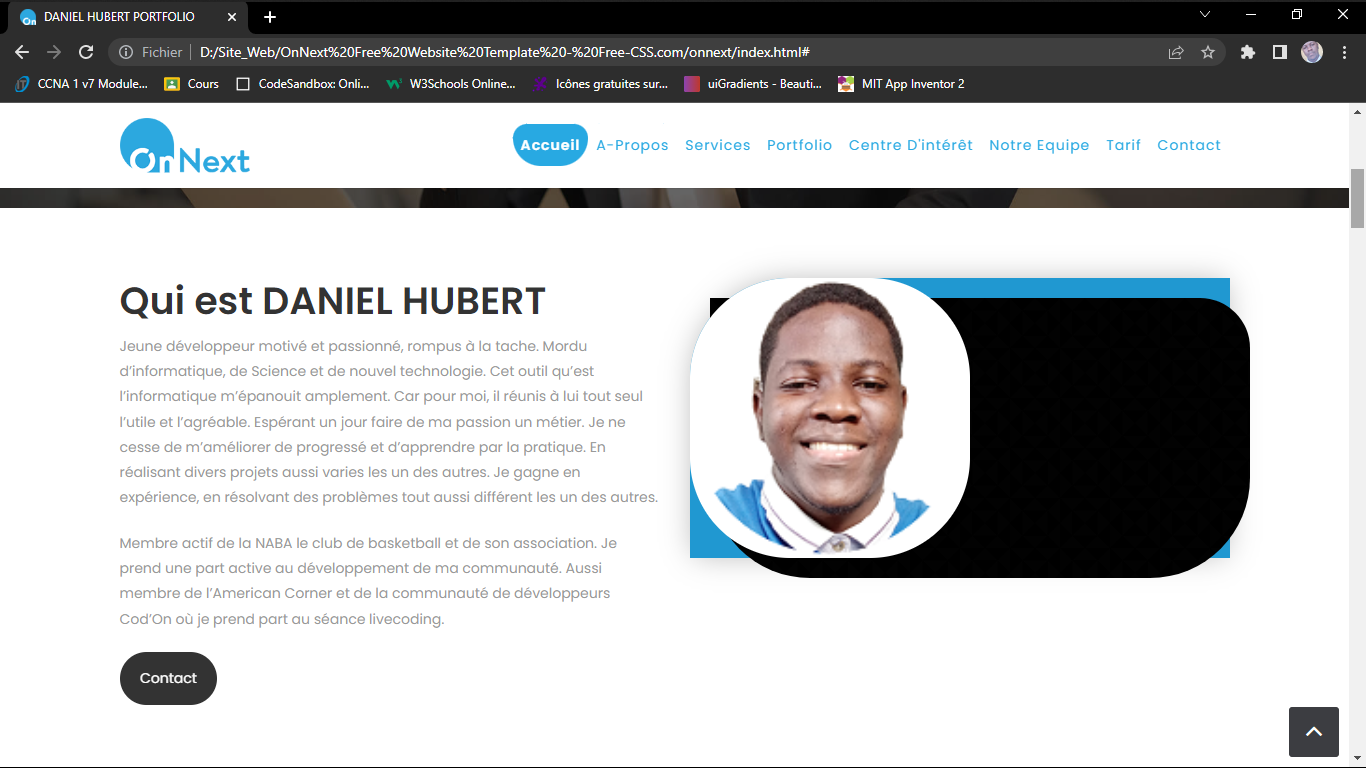 DANIEL HUBERT PORTFOLIO
Fichier D:/Site_Web/OnNext%20Free%20Website%20Template%20-%20Free-CSS.com/onnext/index.html#
CCNA 1 v7 Module... Cours CodeSandbox: Onli... W3Schools Online... Icônes gratuites sur... uiGradients - Beauti... MIT App Inventor 2
OnNext Accueil A-Propos Services Portfolio Centre D'intérêt Notre Equipe Tarif Contact
Qui est DANIEL HUBERT
Jeune développeur motivé et passionné, rompus à la tache. Mordu
d’informatique, de Science et de nouvel technologie. Cet outil qu’est
l’informatique m’épanouit amplement. Car pour moi, il réunis à lui tout seul
l’utile et l’agréable. Espérant un jour faire de ma passion un métier. Je ne
cesse de m’améliorer de progressé et d’apprendre par la pratique. En
réalisant divers projets aussi varies les un des autres. Je gagne en
expérience, en résolvant des problèmes tout aussi différent les un des autres.
Membre actif de la NABA le club de basketball et de son association. Je
prend une part active au développement de ma communauté. Aussi
membre de l’American Corner et de la communauté de développeurs
Cod’On où je prend part au séance livecoding.
Contact